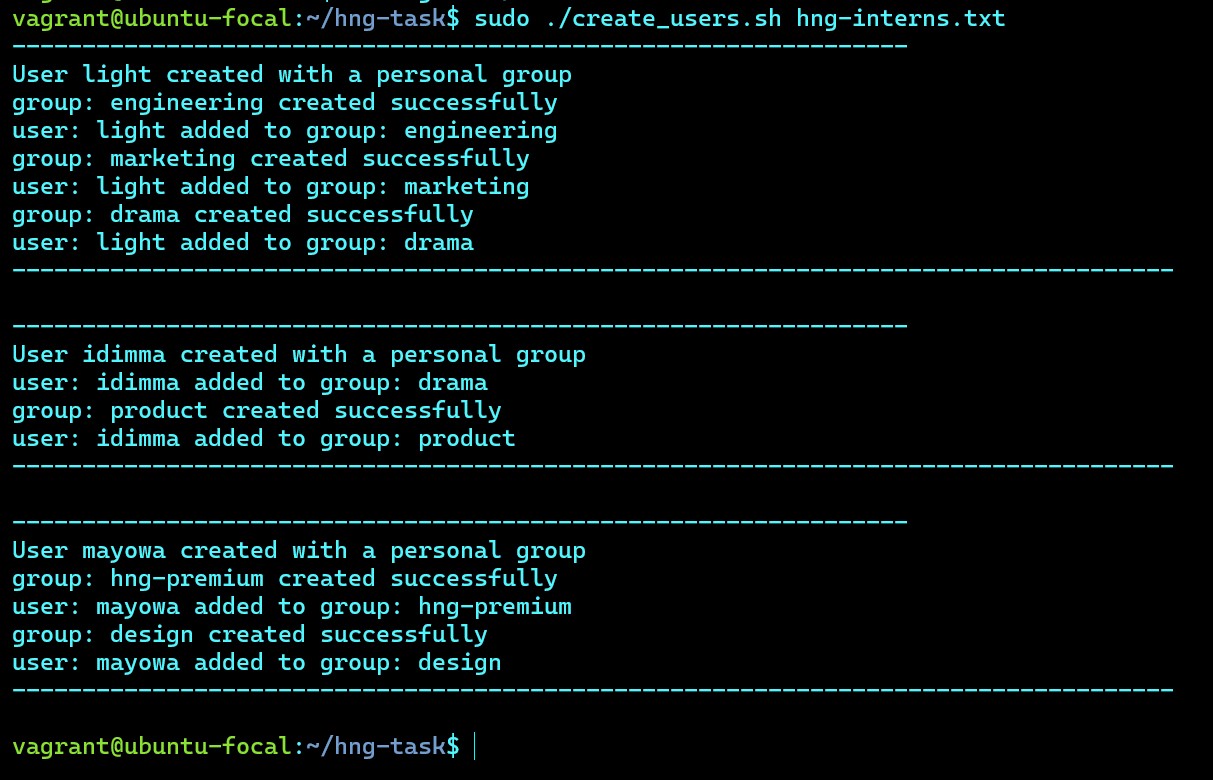 vagrant@ubuntu-focal:~/hng-task$ sudo ./create_users.sh hng-interns.txt
----------------------------------------------------------------
User light created with a personal group
group: engineering created successfully
user: light added to group: engineering
group: marketing created successfully
user: light added to group: marketing
group: drama created successfully
user: light added to group: drama
-----------------------------------------------------------------------------------
----------------------------------------------------------------
User idimma created with a personal group
user: idimma added to group: drama
group: product created successfully
user: idimma added to group: product
-----------------------------------------------------------------------------------
----------------------------------------------------------------
User mayowa created with a personal group
group: hng-premium created successfully
user: mayowa added to group: hng-premium
group: design created successfully
user: mayowa added to group: design
-----------------------------------------------------------------------------------
vagrant@ubuntu-focal:~/hng-task$